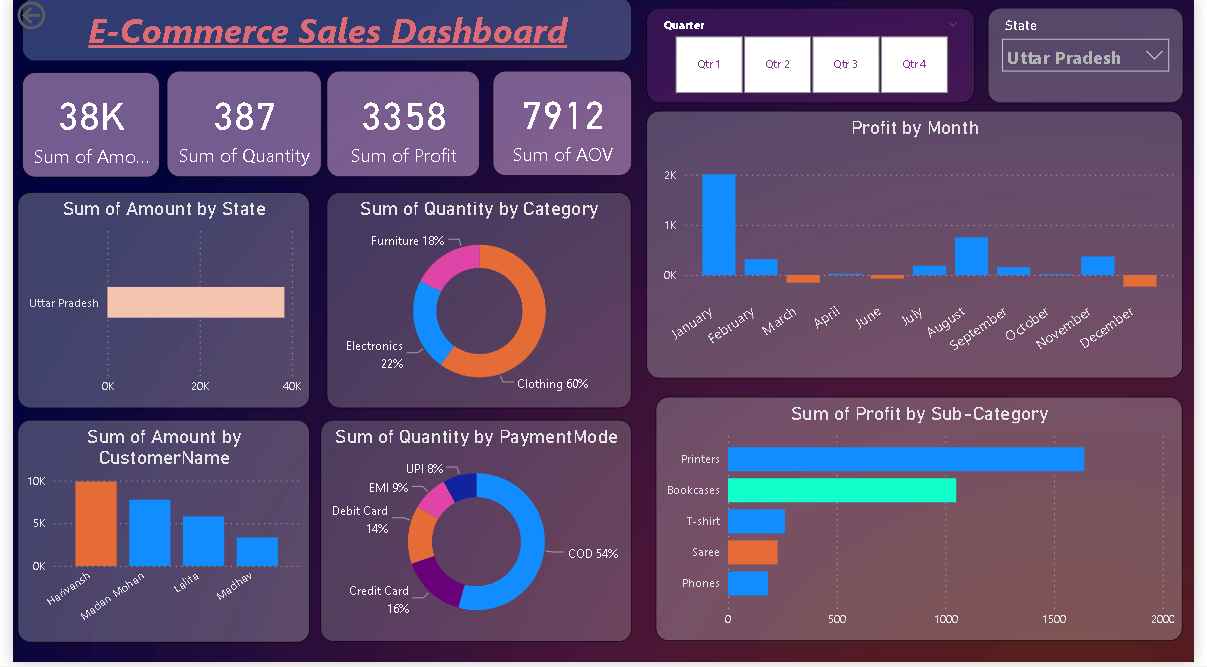 E-Commerce Sales Dashboard
Quarter
Qtr 1
Qtr 2
Qtr 3
Qtr 4
State
Uttar Pradesh
38K
Sum of Amo...
387
Sum of Quantity
3358
Sum of Profit
7912
Sum of AOV
Profit by Month
2K
1K
0K
January
February
March
April
June
July
August
September
October
November
December
Sum of Amount by State
Uttar Pradesh
0K
20K
40K
Sum of Quantity by Category
Furniture 18%
Electronics
22%
Clothing 60%
Sum of Amount by
CustomerName
10K
5K
0K
Harivansh
Madan Mohan
Lalita
Madhav
Sum of Quantity by PaymentMode
UPI 8%
EMI 9%
Debit Card
14%
Credit Card
16%
COD 54%
Sum of Profit by Sub-Category
Printers
Bookcases
T-shirt
Saree
Phones
0
500
1000
1500
2000